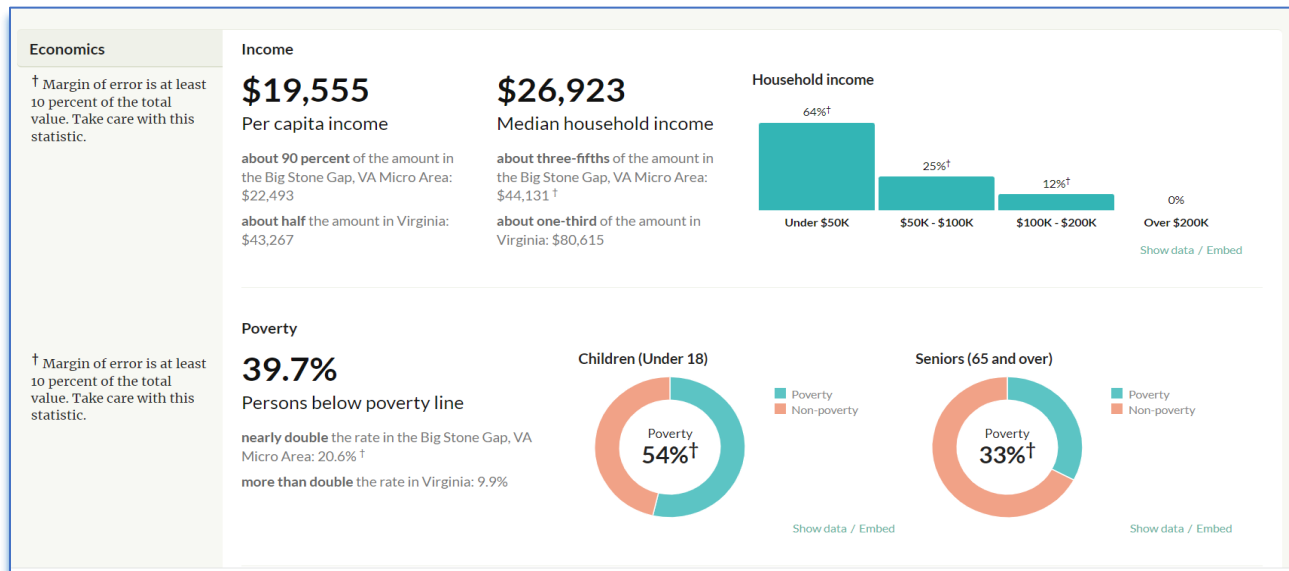 Economics
† Margin of error is at least
10 percent of the total
value. Take care with this
statistic.
Income
$19,555
Per capita income
about 90 percent of the amount in
the Big Stone Gap, VA Micro Area:
$22,493
about half the amount in Virginia:
$43,267
$26,923
Median household income
about three-fifths of the amount in
the Big Stone Gap, VA Micro Area:
$44,131 †
about one-third of the amount in
Virginia: $80,615
Household income
64%†
25%†
12%†
0%
Under $50K
$50K - $100K
$100K - $200K
Over $200K
Show data / Embed
† Margin of error is at least
10 percent of the total
value. Take care with this
statistic.
Poverty
39.7%
Persons below poverty line
nearly double the rate in the Big Stone Gap, VA
Micro Area: 20.6% †
more than double the rate in Virginia: 9.9%
Children (Under 18)
Poverty
54%†
Poverty
Non-poverty
Show data / Embed
Seniors (65 and over)
Poverty
33%†
Poverty
Non-poverty
Show data / Embed